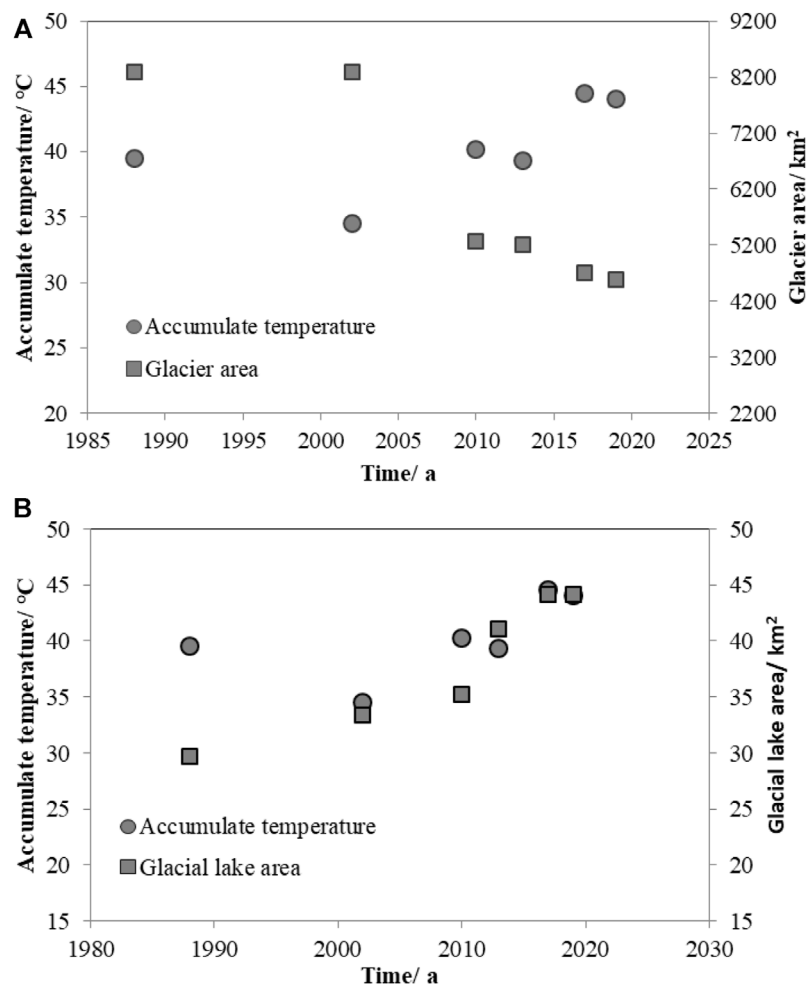 A
50
45
40
35
30
25
20
Accumulate temperature/ °C
9200
8200
7200
6200
5200
4200
3200
2200
Glacier area/ km²
Accumulate temperature
Glacier area
1985 1990 1995 2000 2005 2010 2015 2020 2025
Time/ a
B
50
45
40
35
30
25
20
15
Accumulate temperature/ °C
50
45
40
35
30
25
20
15
Glacial lake area/ km²
Accumulate temperature
Glacial lake area
1980 1990 2000 2010 2020 2030
Time/ a